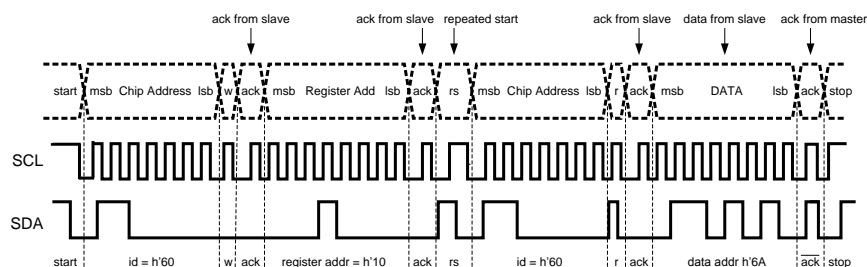 ack from slave ack from slave repeated start ack from slave data from slave ack from master
start msb Chip Address lsb w ack msb Register Add lsb ack rs msb Chip Address lsb r ack msb DATA lsb ack stop
SCL
SDA
start id = h'60 w ack register addr = h'10 ack rs id = h'60 r ack data addr h'6A ack stop